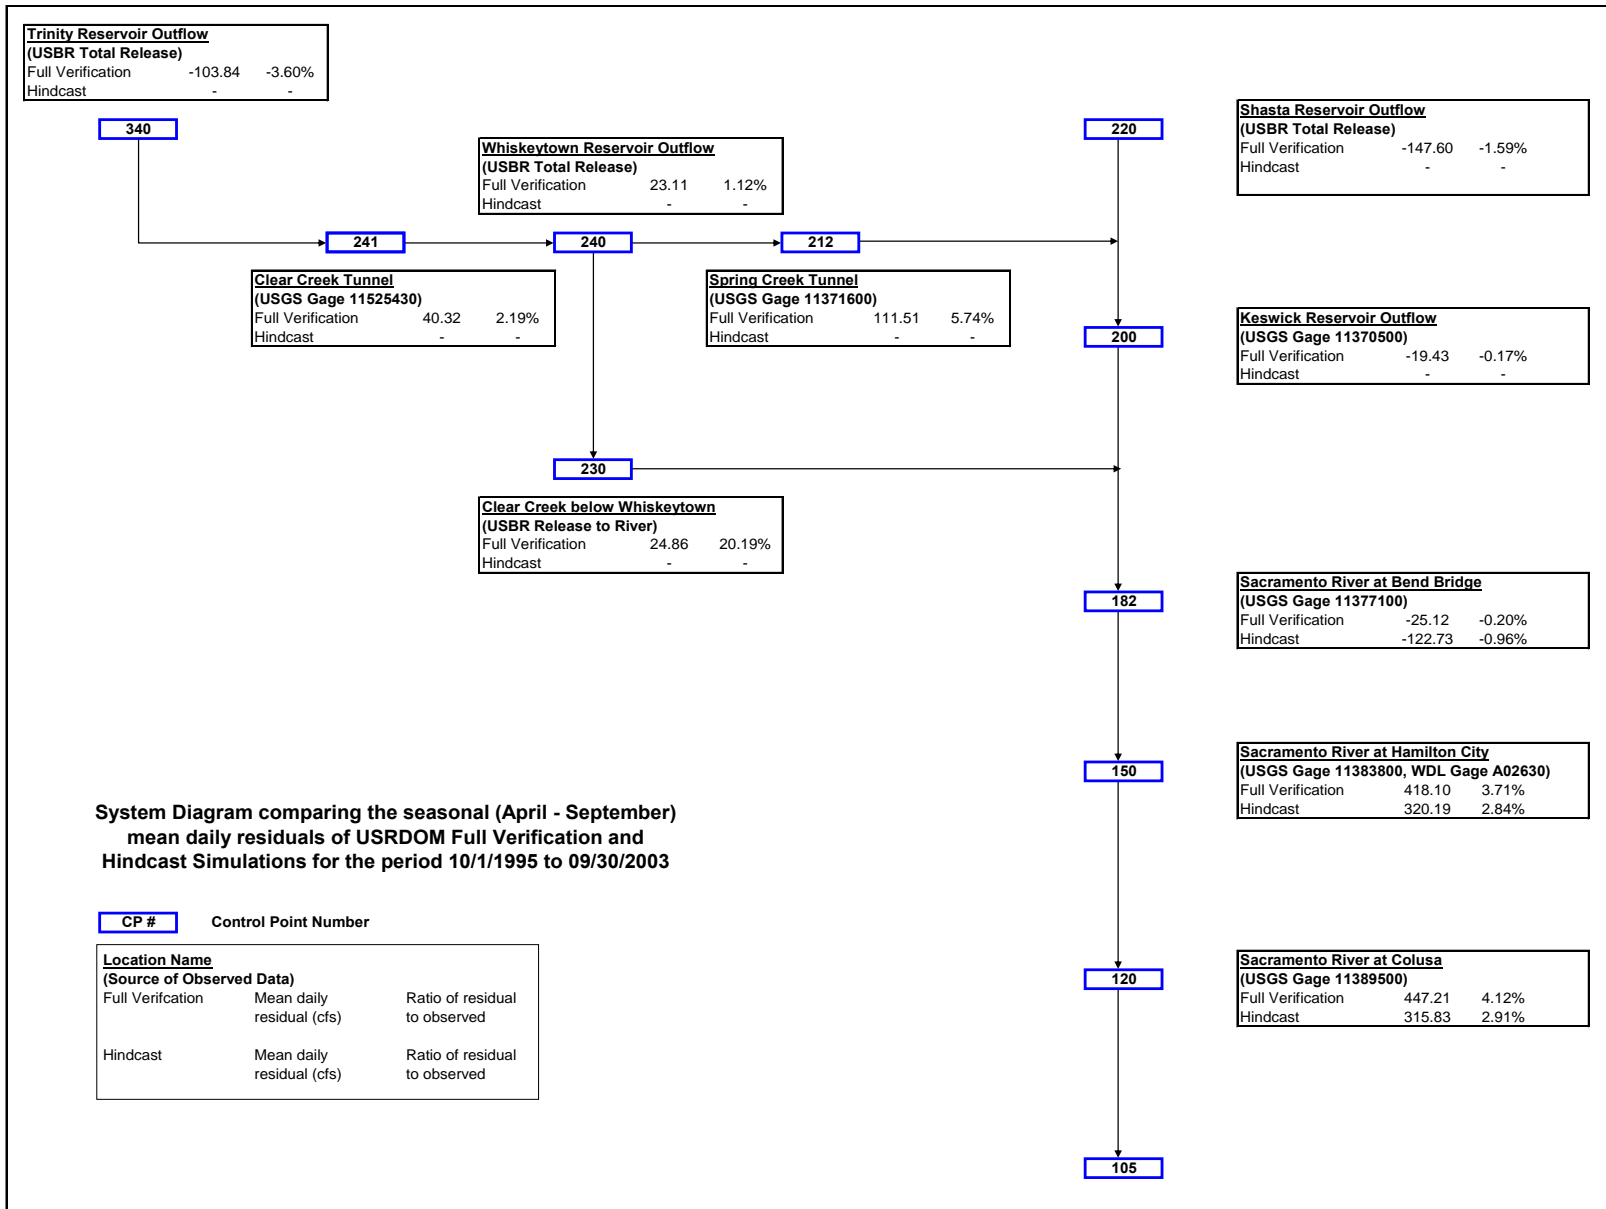 Trinity Reservoir Outflow
(USBR Total Release)
Full Verification -103.84 -3.60%
Hindcast - -
340
Whiskeytown Reservoir Outflow
(USBR Total Release)
Full Verification 23.11 1.12%
Hindcast - -
220
Shasta Reservoir Outflow
(USBR Total Release)
Full Verification -147.60 -1.59%
Hindcast - -
241
240
212
Clear Creek Tunnel
(USGS Gage 11525430)
Full Verification 40.32 2.19%
Hindcast - -
Spring Creek Tunnel
(USGS Gage 11371600)
Full Verification 111.51 5.74%
Hindcast - -
200
Keswick Reservoir Outflow
(USGS Gage 11370500)
Full Verification -19.43 -0.17%
Hindcast - -
230
Clear Creek below Whiskeytown
(USBR Release to River)
Full Verification 24.86 20.19%
Hindcast - -
182
Sacramento River at Bend Bridge
(USGS Gage 11377100)
Full Verification -25.12 -0.20%
Hindcast -122.73 -0.96%
150
Sacramento River at Hamilton City
(USGS Gage 11383800, WDL Gage A02630)
Full Verification 418.10 3.71%
Hindcast 320.19 2.84%
System Diagram comparing the seasonal (April - September)
mean daily residuals of USRDOM Full Verification and
Hindcast Simulations for the period 10/1/1995 to 09/30/2003
CP # Control Point Number
Location Name
(Source of Observed Data)
Full Verifcation Mean daily Ratio of residual
residual (cfs) to observed
Hindcast Mean daily Ratio of residual
residual (cfs) to observed
120
Sacramento River at Colusa
(USGS Gage 11389500)
Full Verification 447.21 4.12%
Hindcast 315.83 2.91%
105